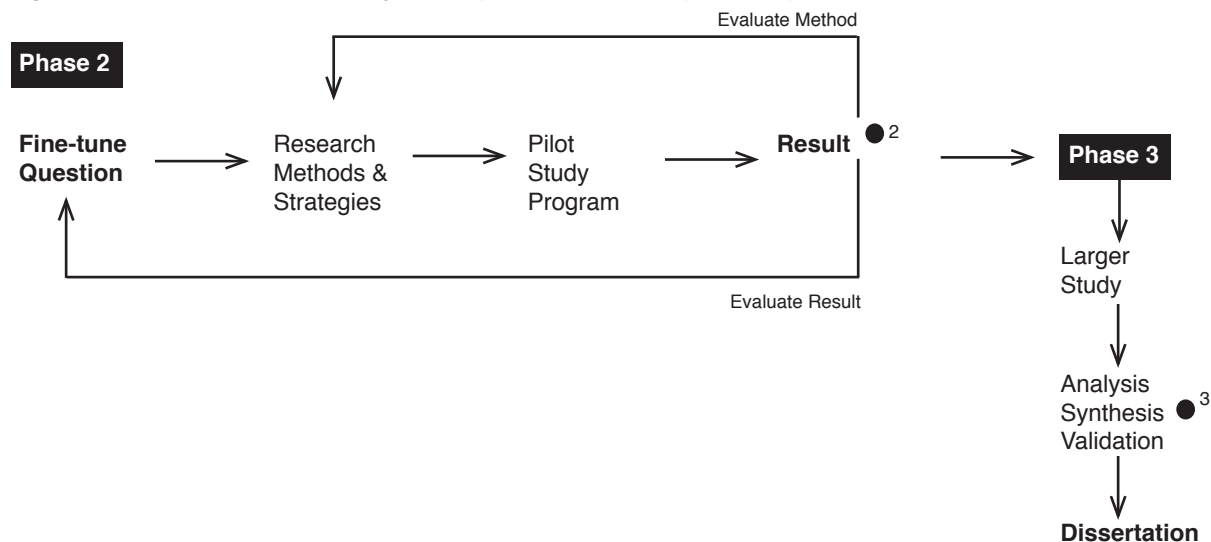 Evaluate Method
Phase 2
Fine-tune
Question
Research
Methods &
Strategies
Pilot
Study
Program
Result
2
Phase 3
Evaluate Result
Larger
Study
Analysis
Synthesis
Validation
3
Dissertation